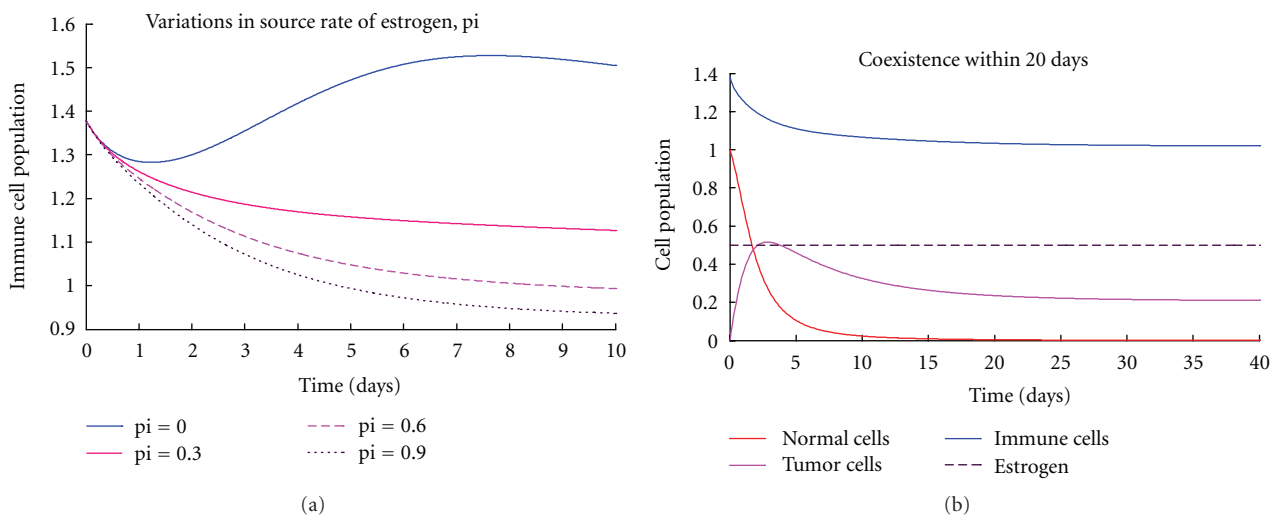 Variations in source rate of estrogen, pi
Immune cell population
1.6
1.5
1.4
1.3
1.2
1.1
1
0.9
0 1 2 3 4 5 6 7 8 9 10
Time (days)
pi = 0
pi = 0.3
pi = 0.6
pi = 0.9
(a)
Coexistence within 20 days
Cell population
1.4
1.2
1
0.8
0.6
0.4
0.2
0
0 5 10 15 20 25 30 35 40
Time (days)
Normal cells
Tumor cells
Immune cells
Estrogen
(b)